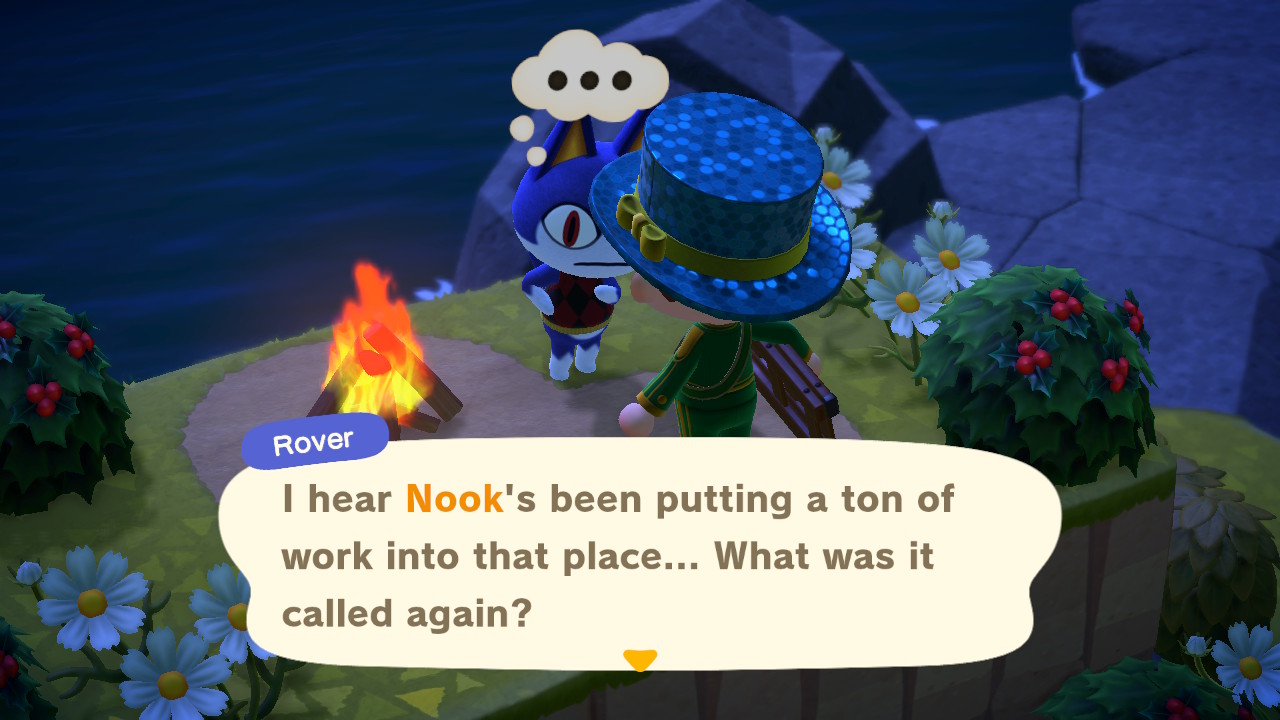 Rover
I hear Nook's been putting a ton of
work into that place... What was it
called again?